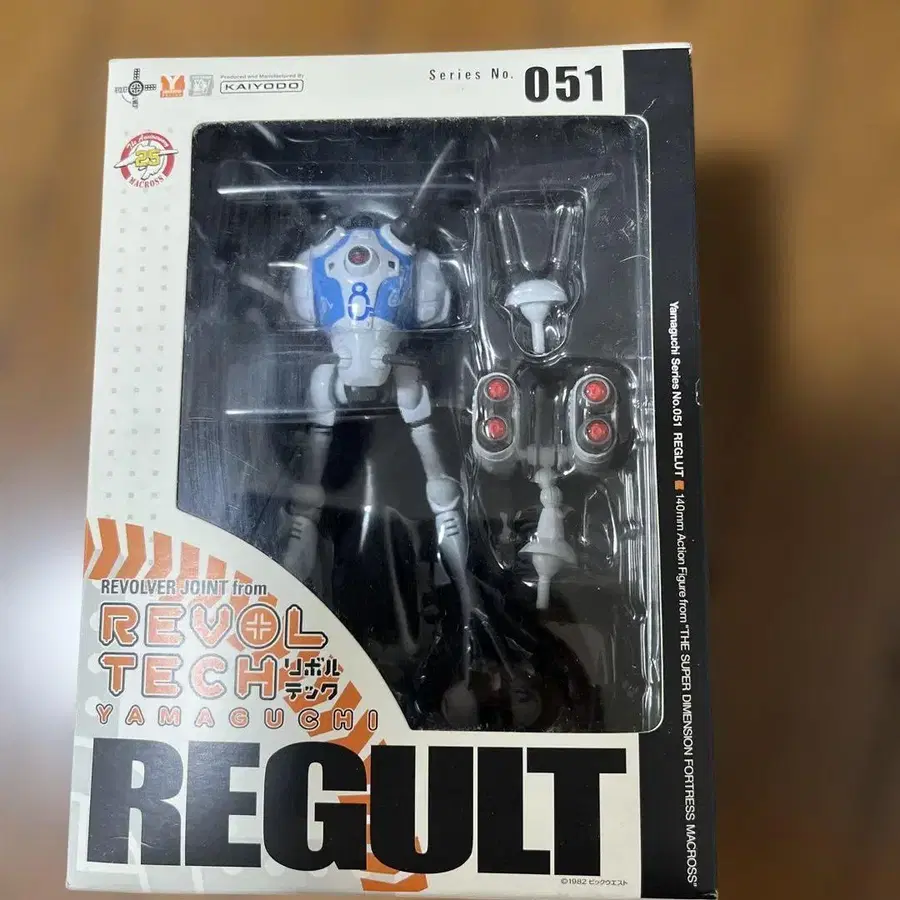 Produced and Manufactured By
KAIYODO
Series No. 051
25
MACROSS
REVOLVER JOINT from
REVOLTECH
リボルテック
YAMAGUCHI
REGULT
©1982 ビックウエスト
Yamaguchi Series No.051 REGLUT 140mm Action Figure from "THE SUPER DIMENSION FORTRESS MACROSS"
8